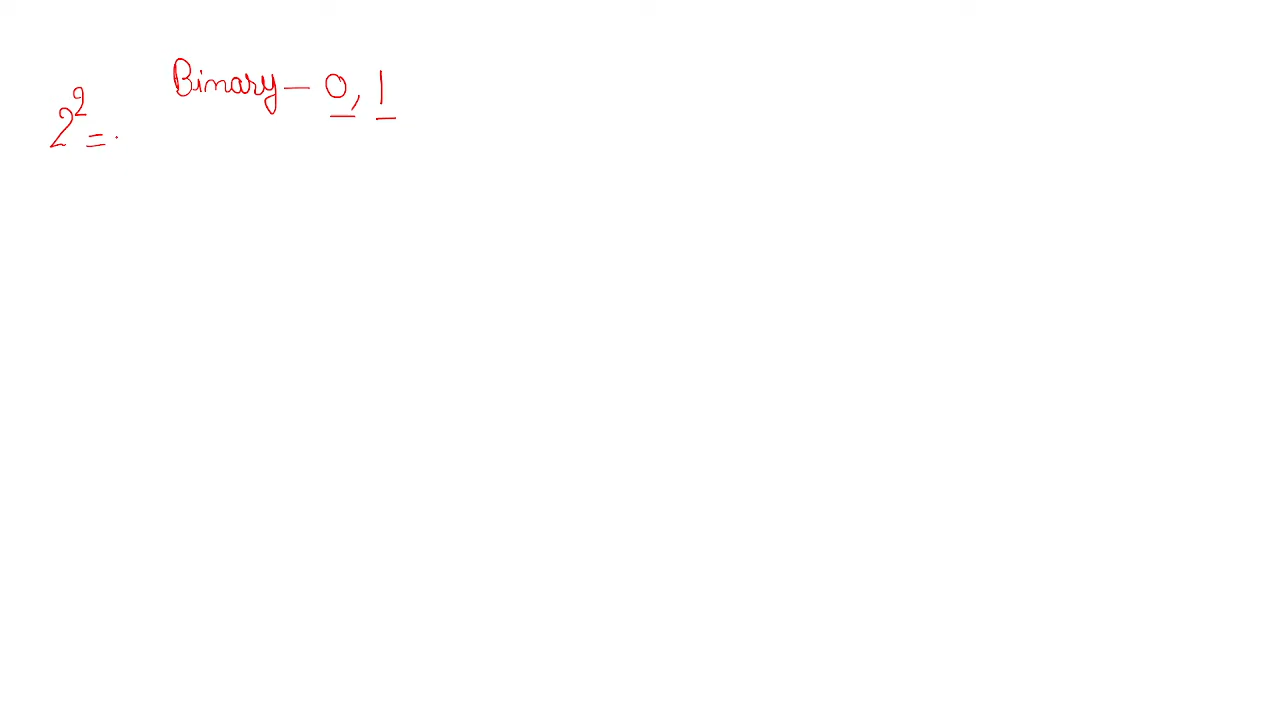 Binary – 0, 1
2² =